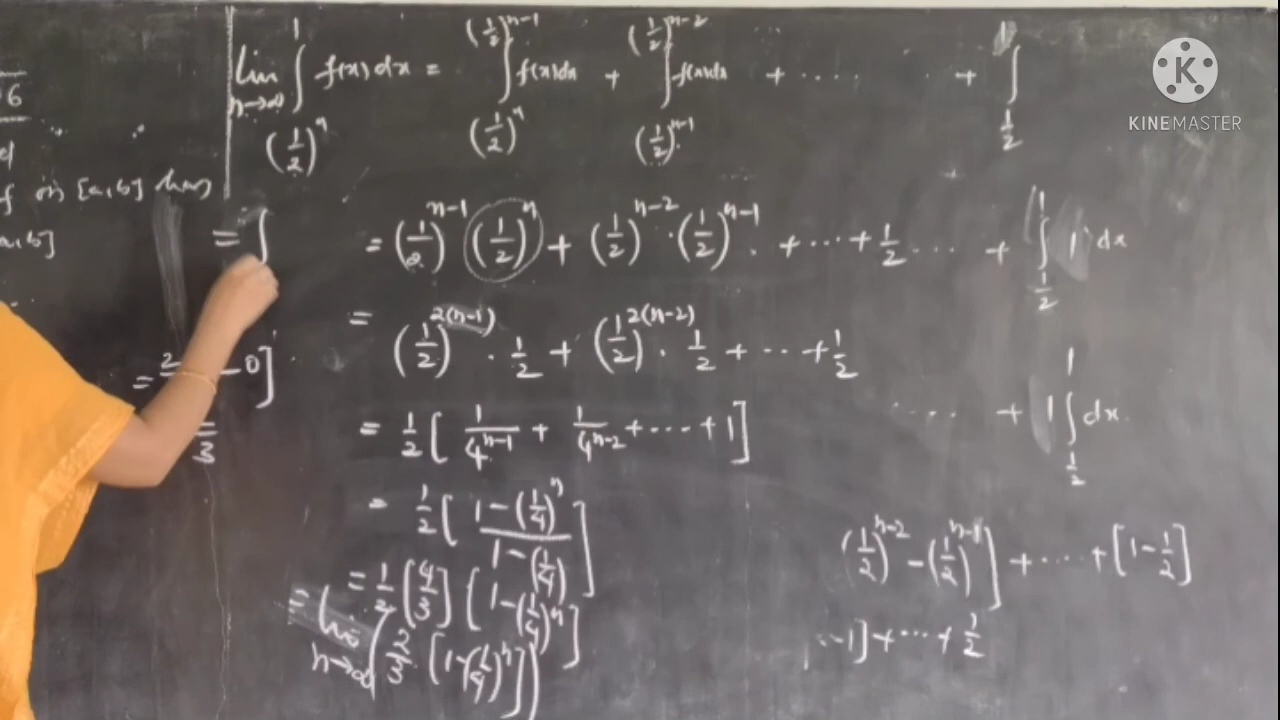 6
d
f on [a,b] has
a,b]
lim n→∞ ∫_{(1/2)^n}^{1} f(x) dx = ∫_{(1/2)^n}^{(1/2)^{n-1}} f(x)dx + ∫_{(1/2)^{n-1}}^{(1/2)^{n-2}} f(x)dx + .... . + ∫_{1/2}^{1}
= ∫
= (1/2)^{n-1} (1/2)^n + (1/2)^{n-2} · (1/2)^{n-1} . + ... + 1/2 ... + ∫_{1/2}^{1} 1 dx
= (1/2)^{2(n-1)} · 1/2 + (1/2)^{2(n-2)} · 1/2 + ... + 1/2
= 2 - 0]
= 1/2 [ 1/4^{n-1} + 1/4^{n-2} + ... + 1]
.... + 1 ∫_{1/2}^{1} dx.
3
= 1/2 [ (1-(1/4)^n) / (1-(1/4)) ]
(1/2)^{n-2} - (1/2)^{n-1} ] + .... + [1 - 1/2]
= 1/2 [4/3] [1-(1/4)^n]
-1] + ... + 1/2
= lim n→∞ (2/3 · [1-(1/4)^n])
KINEMASTER